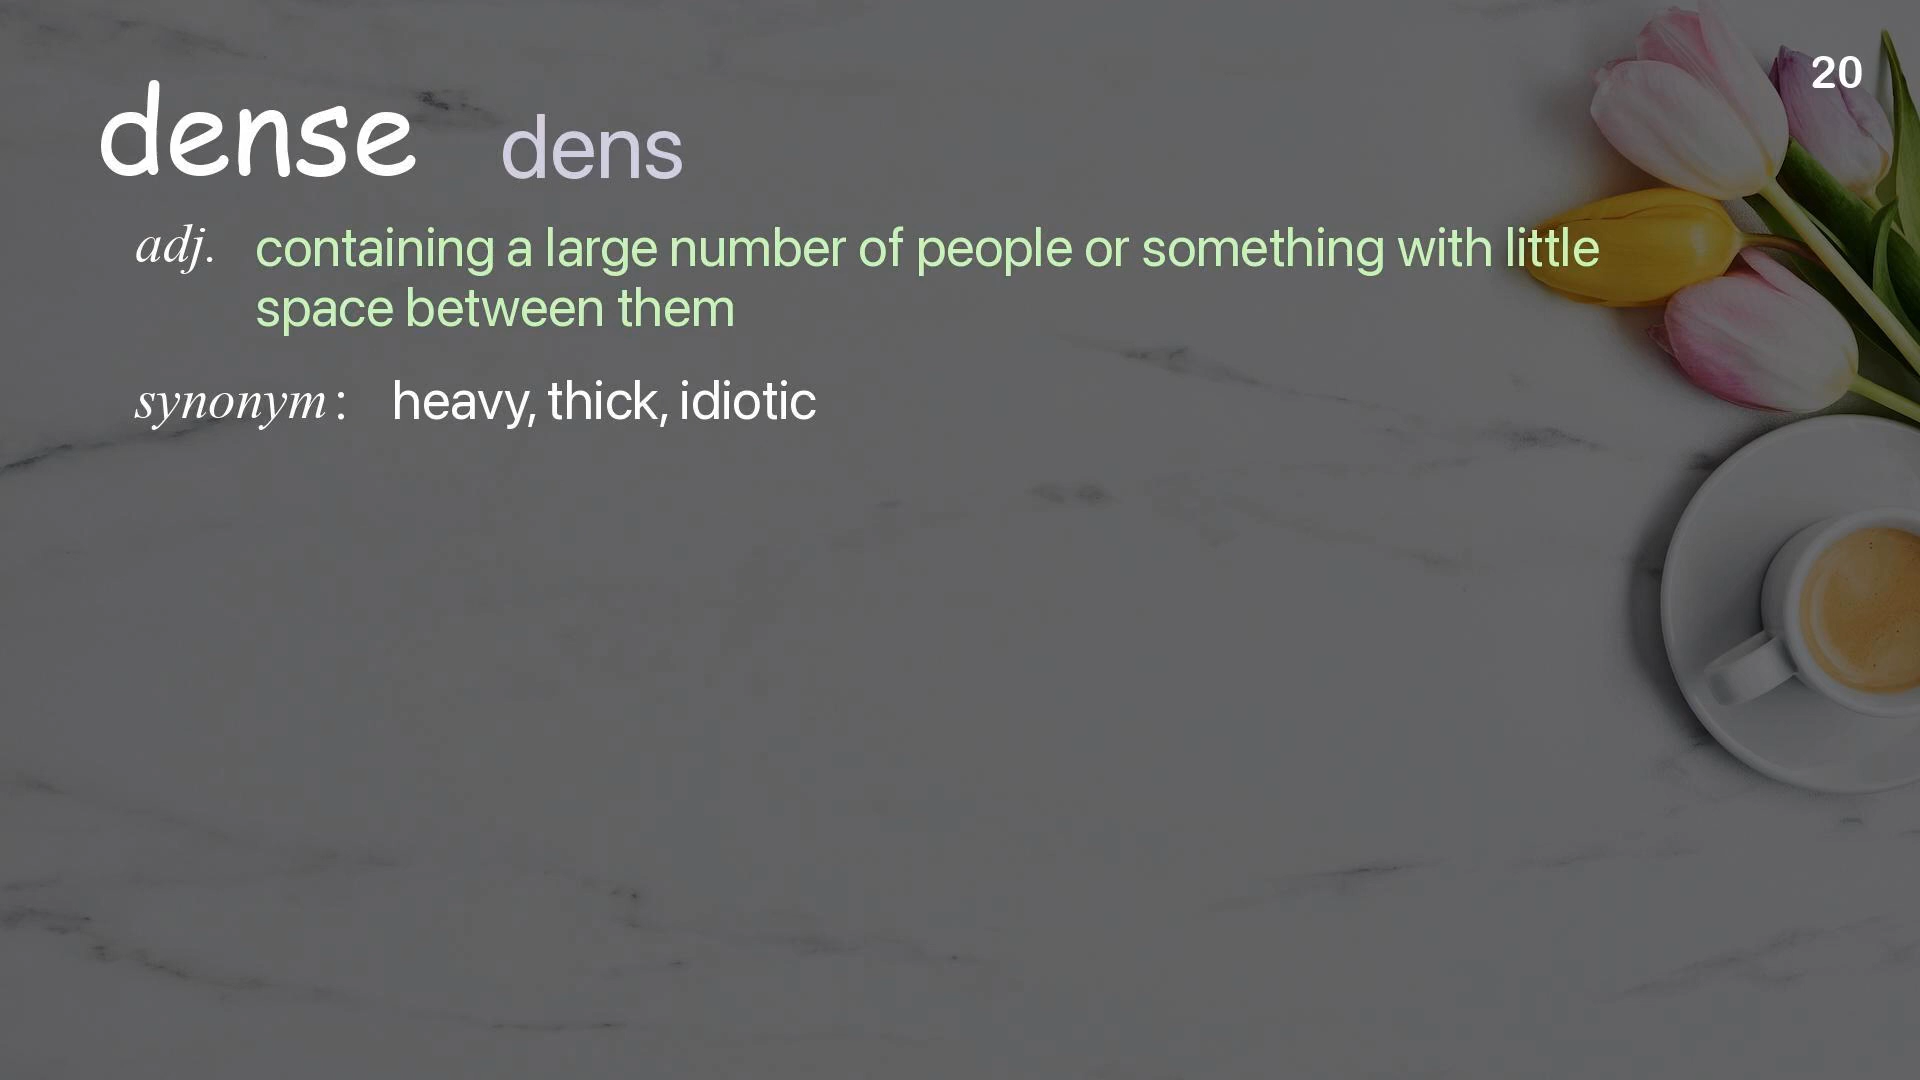 20
dense dens
adj. containing a large number of people or something with little
space between them
synonym : heavy, thick, idiotic